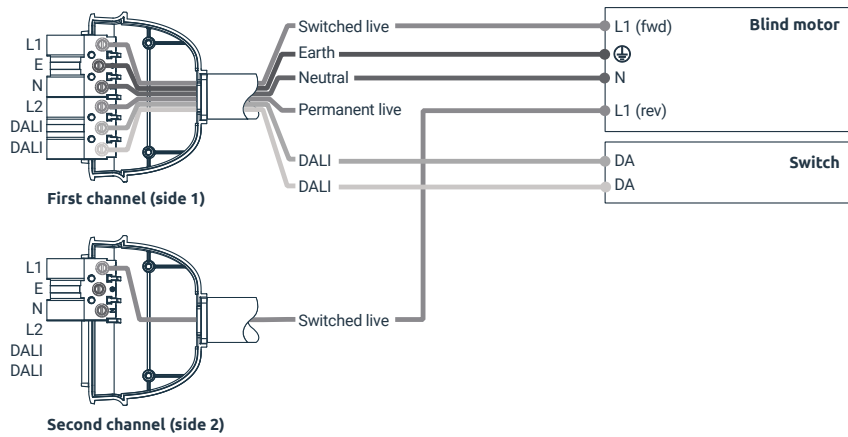 L1
E
N
L2
DALI
DALI
First channel (side 1)
Switched live
Earth
Neutral
Permanent live
DALI
DALI
L1 (fwd)
Blind motor
N
L1 (rev)
DA
Switch
DA
L1
E
N
L2
DALI
DALI
Switched live
Second channel (side 2)